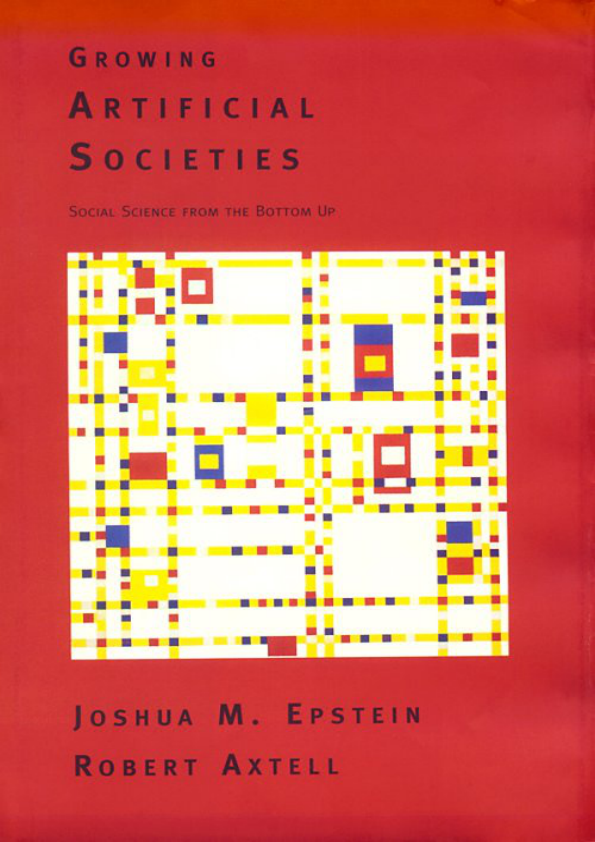 GROWING
ARTIFICIAL
SOCIETIES
SOCIAL SCIENCE FROM THE BOTTOM UP
JOSHUA M. EPSTEIN
ROBERT AXTELL